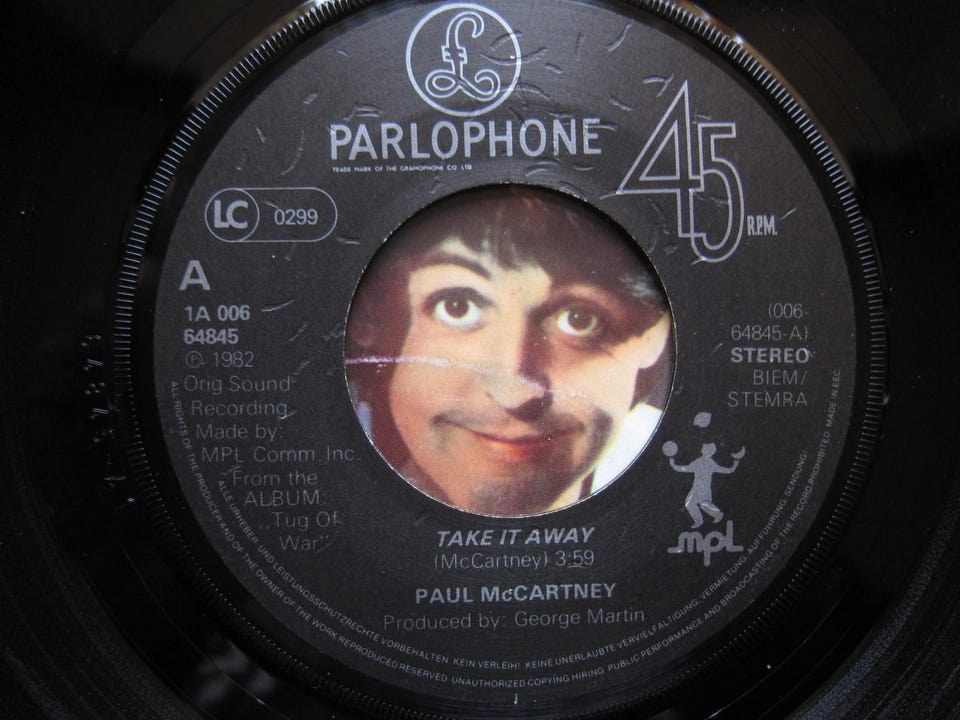 £
PARLOPHONE
TRADE MARK OF THE GRAMOPHONE CO LTD
45
R.P.M.
LC 0299
A
1A 006
64845
℗ 1982
Orig Sound
Recording
Made by:
MPL Comm. Inc.
From the
ALBUM:
,,Tug Of
War"
(006-
64845-A)
STEREO
BIEM/
STEMRA
mpl
TAKE IT AWAY
(McCartney) 3:59
PAUL McCARTNEY
Produced by: George Martin
ALLE URHEBER- UND LEISTUNGSSCHUTZRECHTE VORBEHALTEN. KEIN VERLEIH! KEINE UNERLAUBTE VERVIELFÄLTIGUNG, VERMIETUNG, AUFFÜHRUNG, SENDUNG.
ALL RIGHTS OF THE PRODUCER AND OF THE OWNER OF THE WORK REPRODUCED RESERVED. UNAUTHORIZED COPYING HIRING PUBLIC PERFORMANCE AND BROADCASTING OF THE RECORD PROHIBITED. MADE IN EEC.